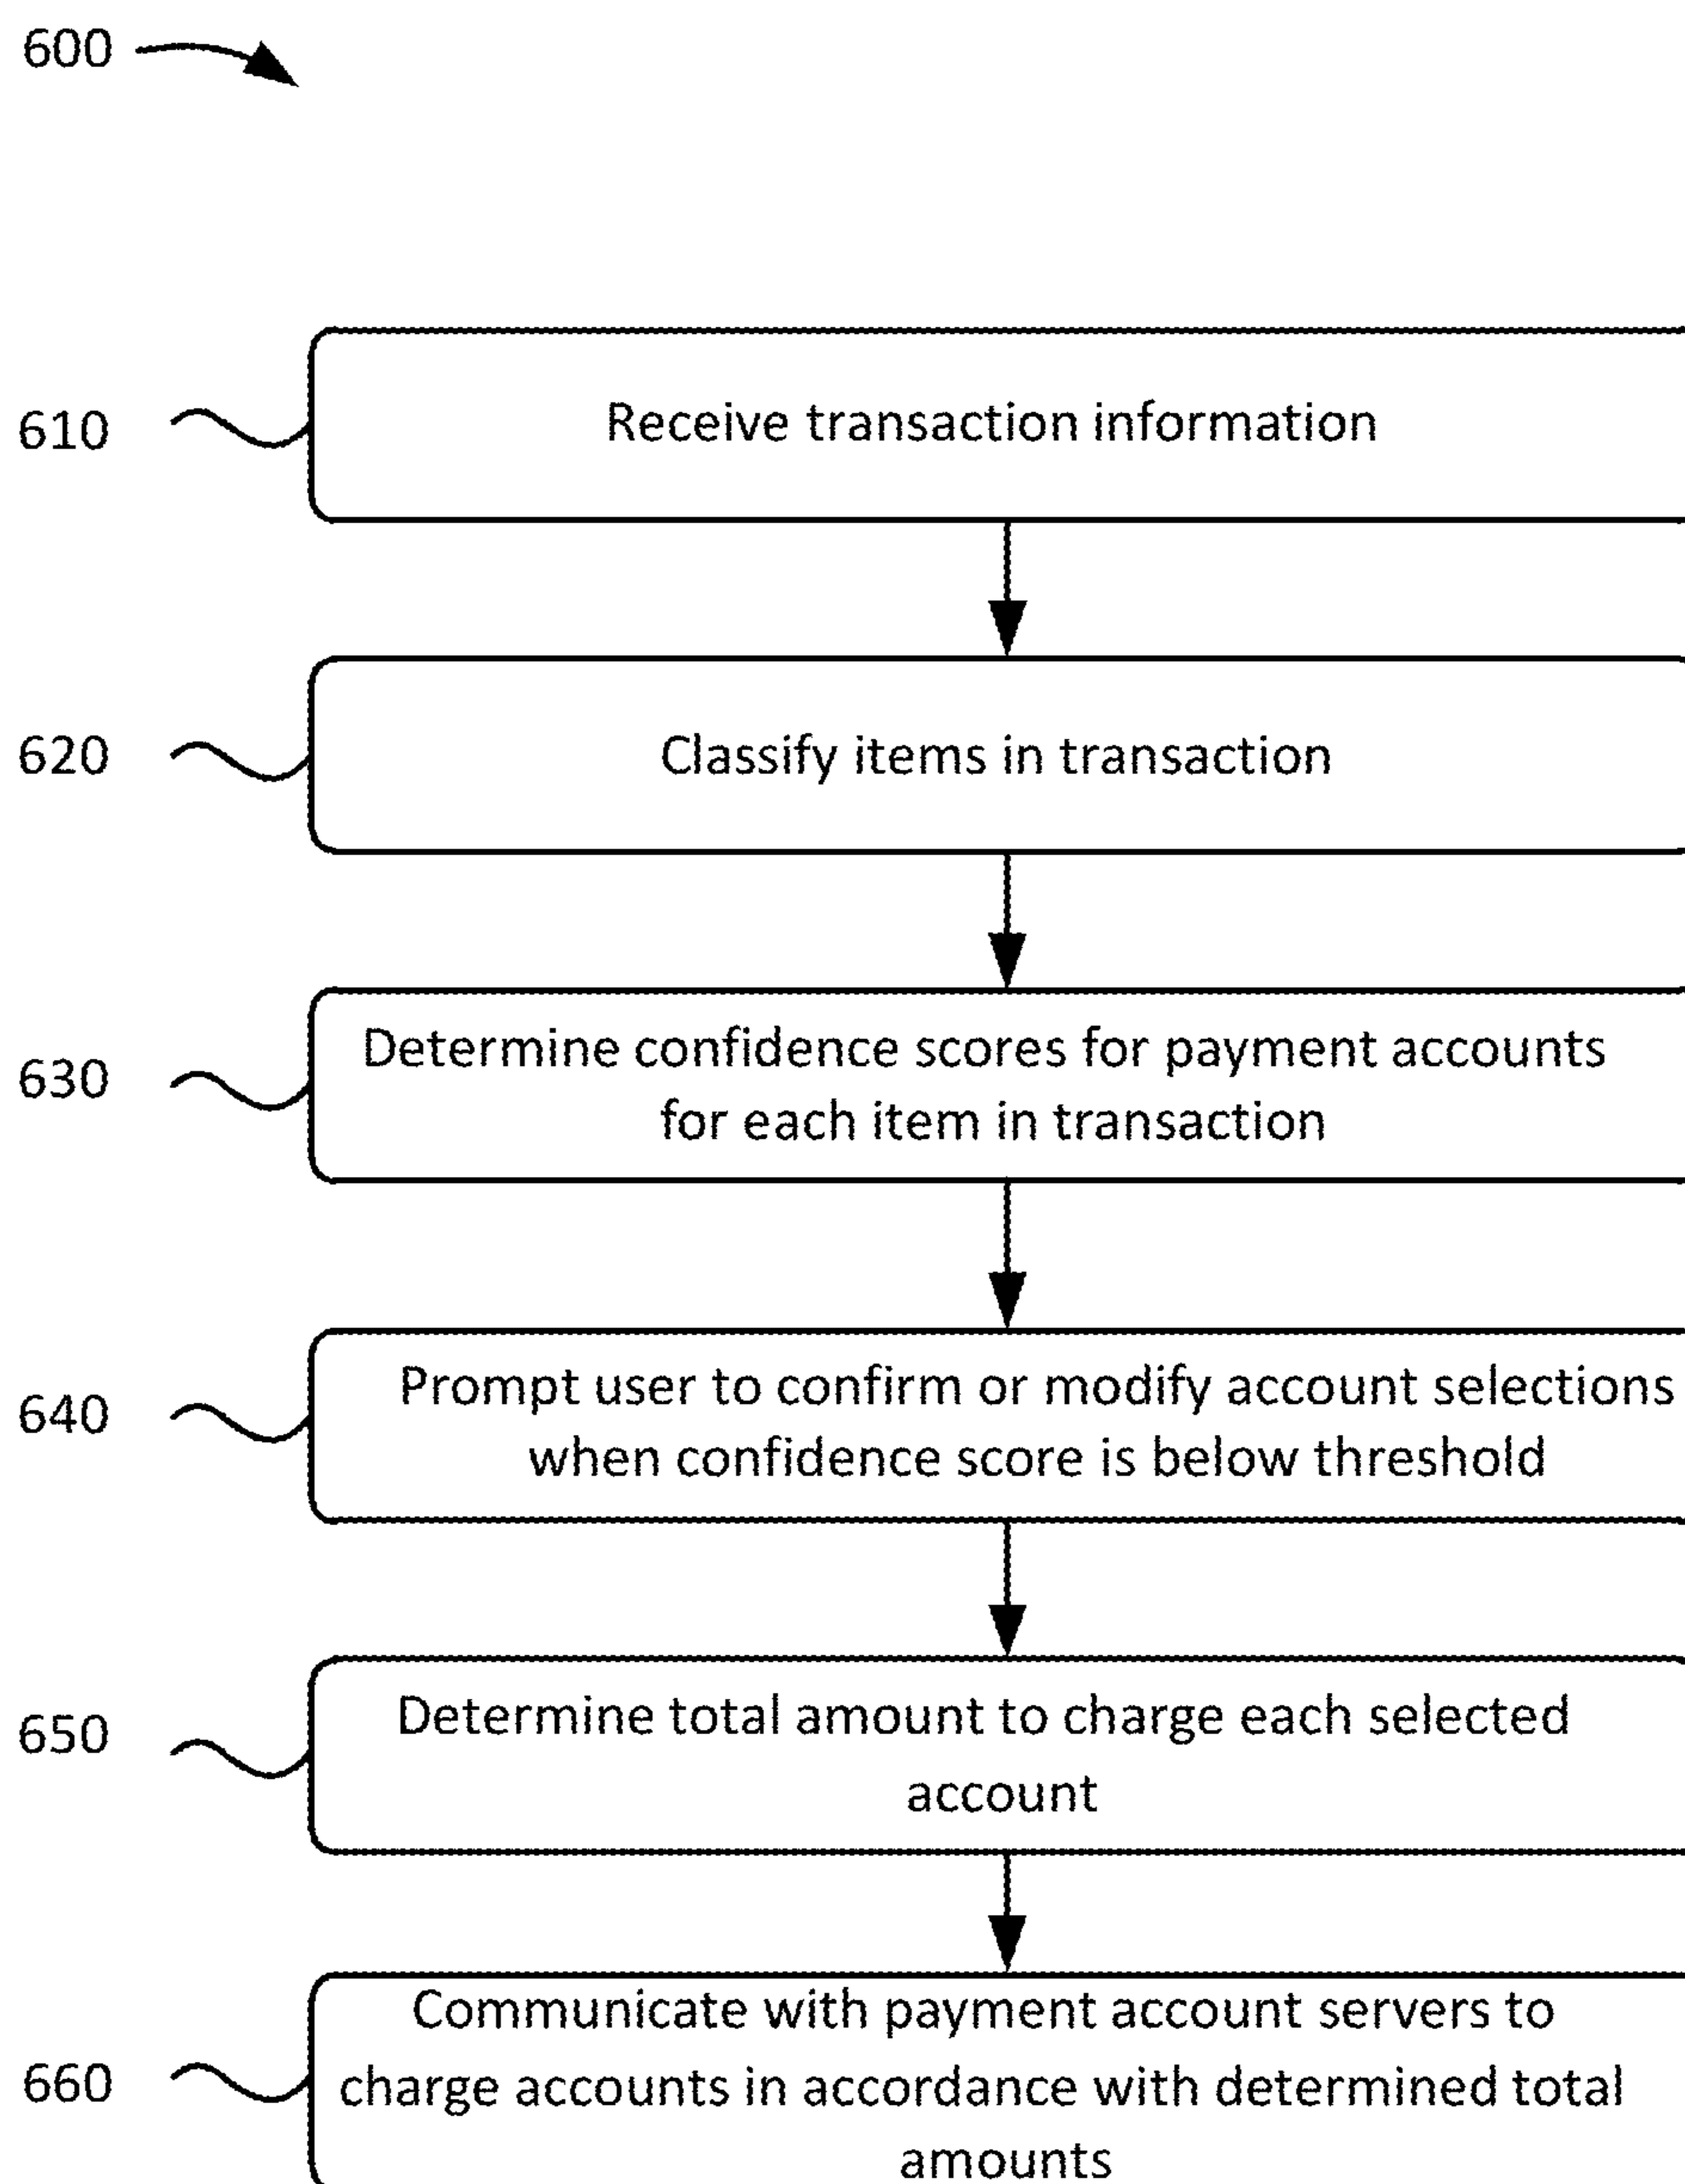 600
610
Receive transaction information
620
Classify items in transaction
630
Determine confidence scores for payment accounts
for each item in transaction
640
Prompt user to confirm or modify account selections
when confidence score is below threshold
650
Determine total amount to charge each selected
account
660
Communicate with payment account servers to
charge accounts in accordance with determined total
amounts